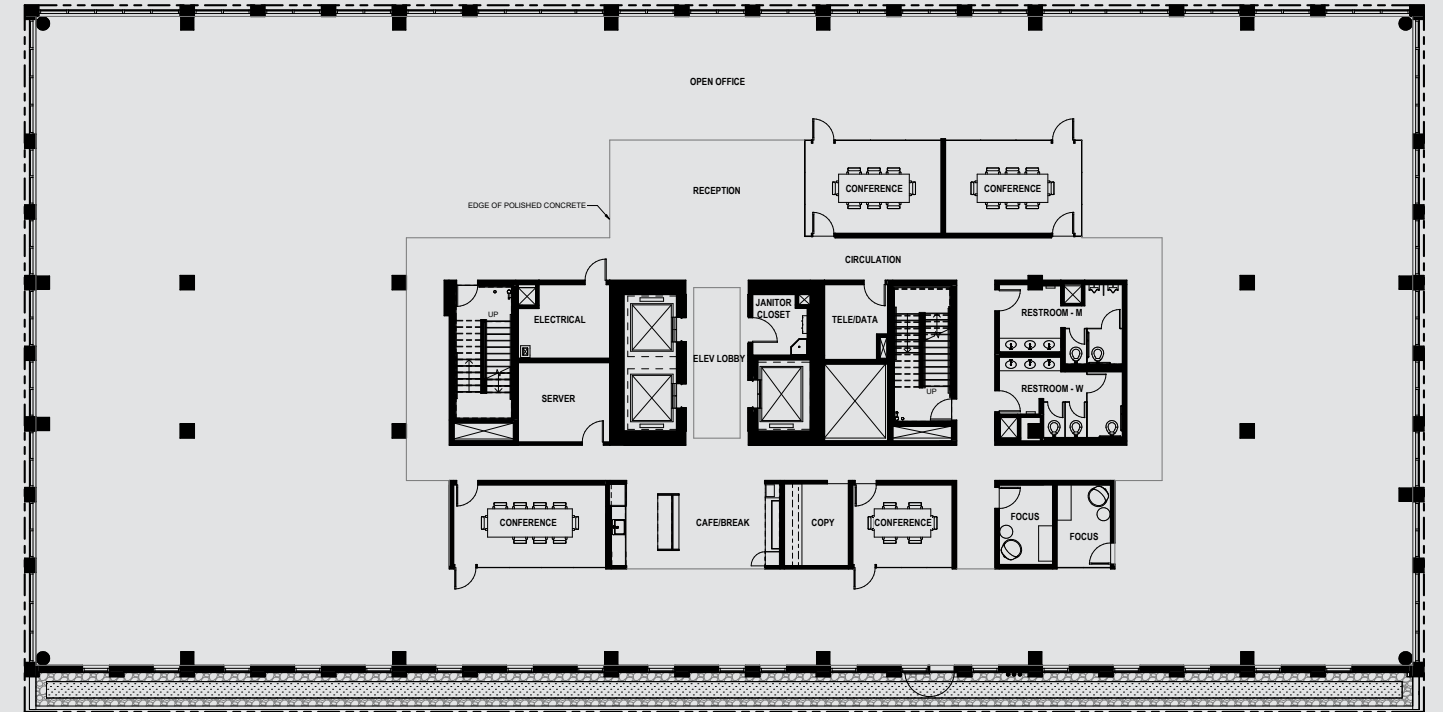 OPEN OFFICE
RECEPTION
CONFERENCE
CONFERENCE
EDGE OF POLISHED CONCRETE
CIRCULATION
UP
ELECTRICAL
JANITOR
CLOSET
TELE/DATA
RESTROOM - M
ELEV LOBBY
SERVER
UP
RESTROOM - W
CONFERENCE
CAFE/BREAK
COPY
CONFERENCE
FOCUS
FOCUS